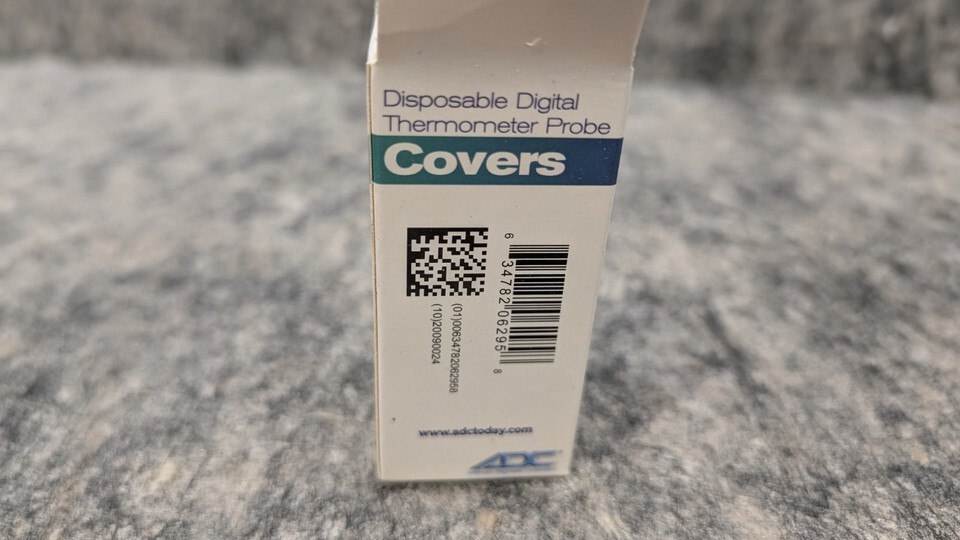 Disposable Digital
Thermometer Probe
Covers
6 34782 06295 8
(01)00634782062958
(10)20090024
www.adctoday.com
ADC